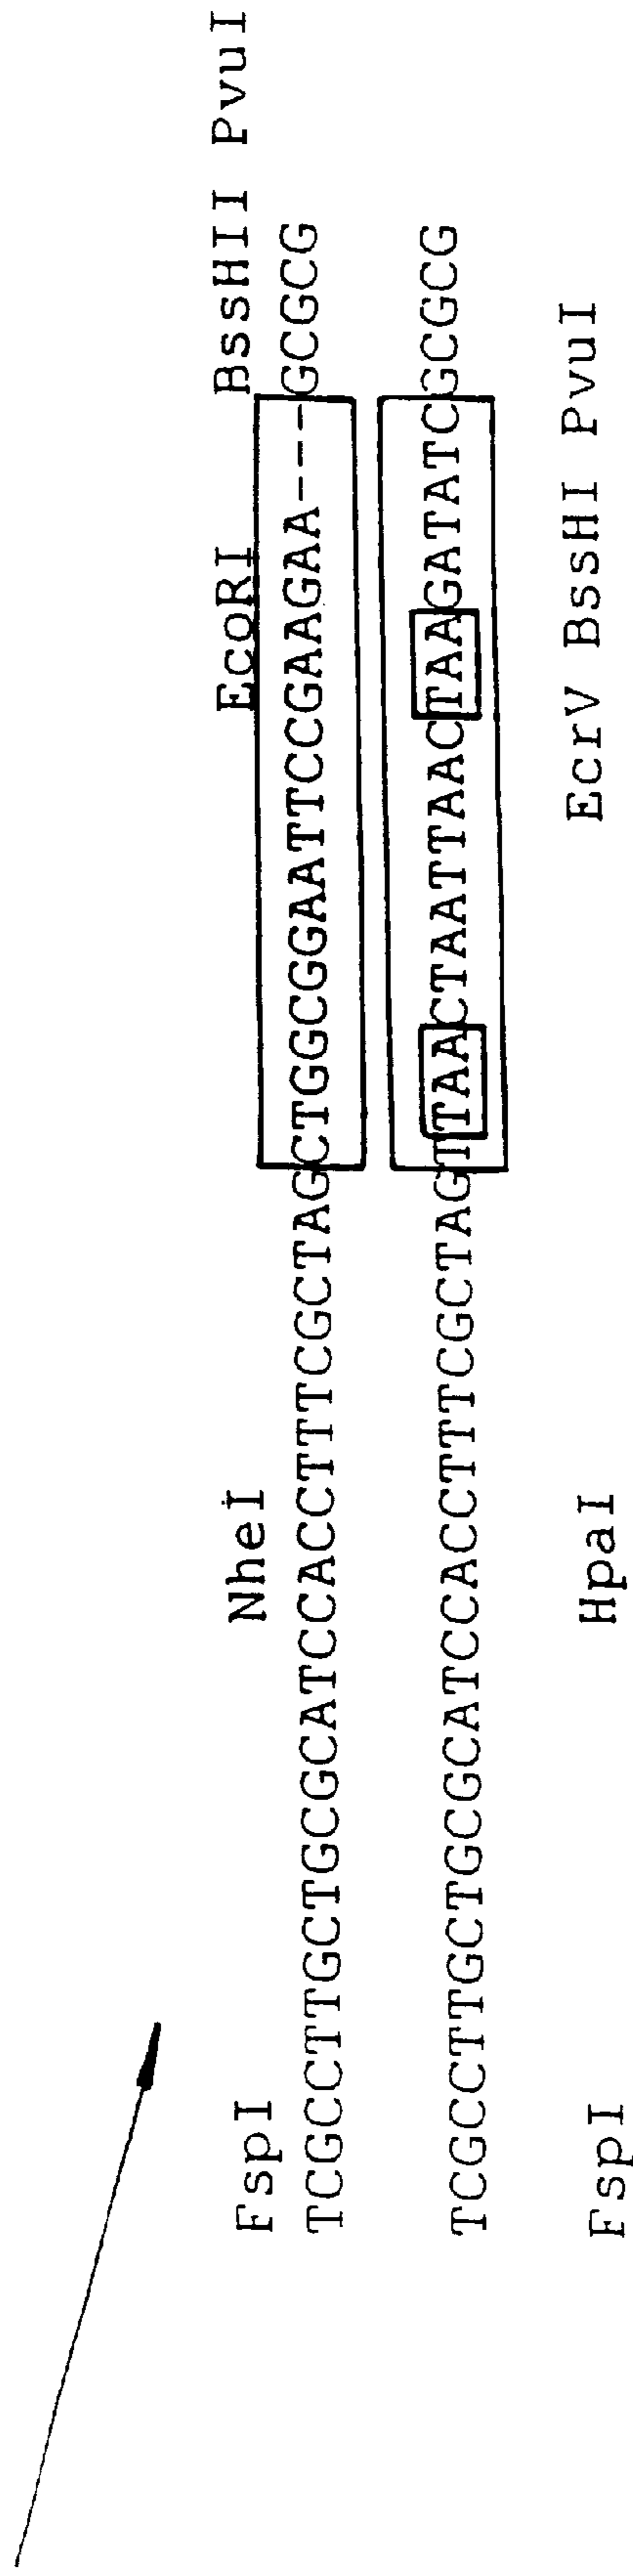 FspI NheI EcoRI BssHII PvuI
TCGCCTTGCTGCGCATCCACCTTTCGCTAGCTGGCGGAATTCCGAAGAA---GCGCG
TCGCCTTGCTGCGCATCCACCTTTCGCTAGTTAACTAATTAACTAAGATATCGCGCG
FspI HpaI EcrV BssHI PvuI